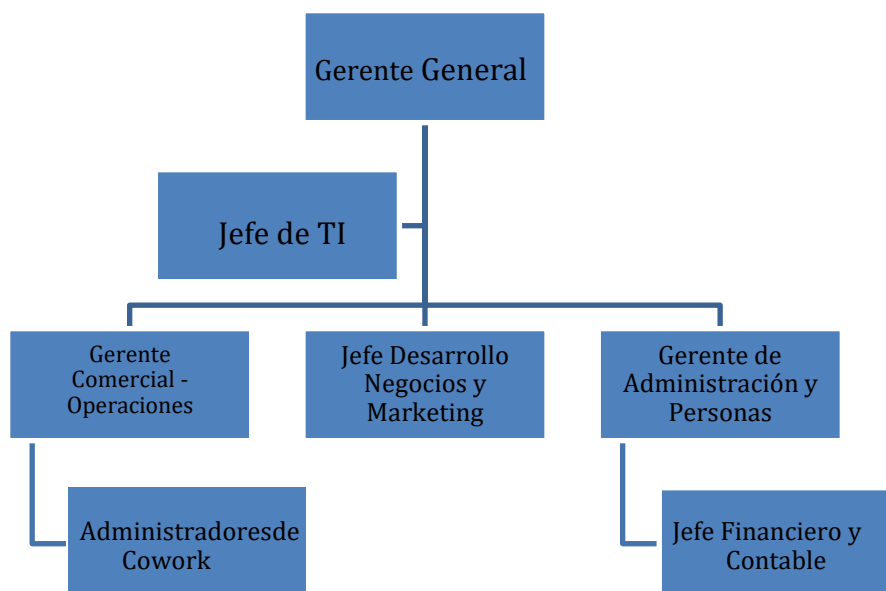 Gerente General
Jefe de TI
Gerente
Comercial -
Operaciones
Jefe Desarrollo
Negocios y
Marketing
Gerente de
Administración y
Personas
Administradoresde
Cowork
Jefe Financiero y
Contable